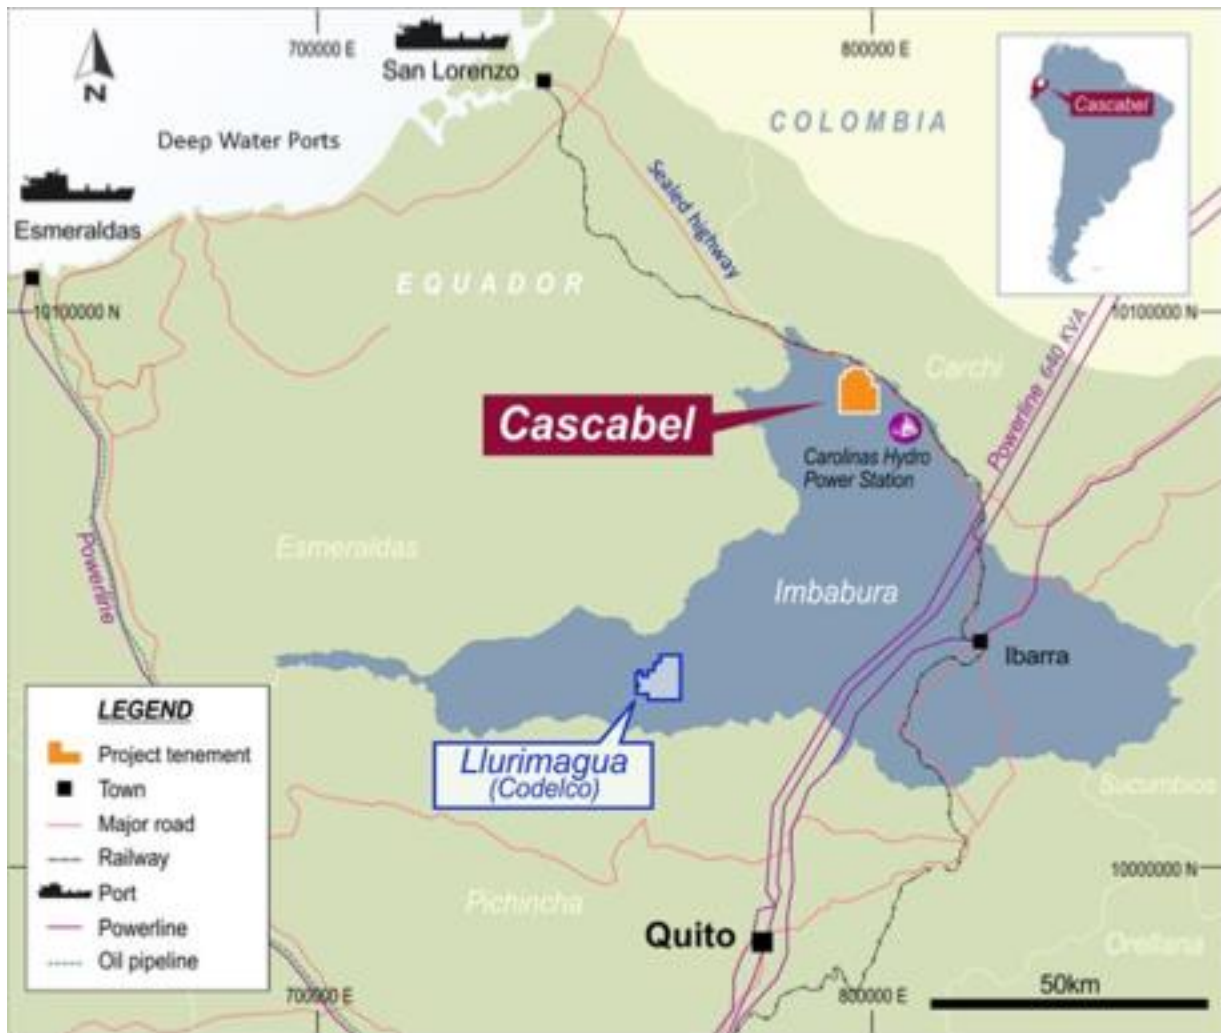 700000 E
800000 E
San Lorenzo
N
Deep Water Ports
COLOMBIA
Cascabel
Esmeraldas
Sealed highway
EQUADOR
10100000 N
10100000 N
Powerline 640 KVA
Carchi
Cascabel
Carolinas Hydro
Power Station
Esmeraldas
Powerline
Imbabura
Ibarra
LEGEND
Project tenement
Town
Major road
Railway
Port
Powerline
Oil pipeline
Llurimagua
(Codelco)
Sucumbios
10000000 N
Pichincha
Quito
Orellana
700000 E
800000 E
50km